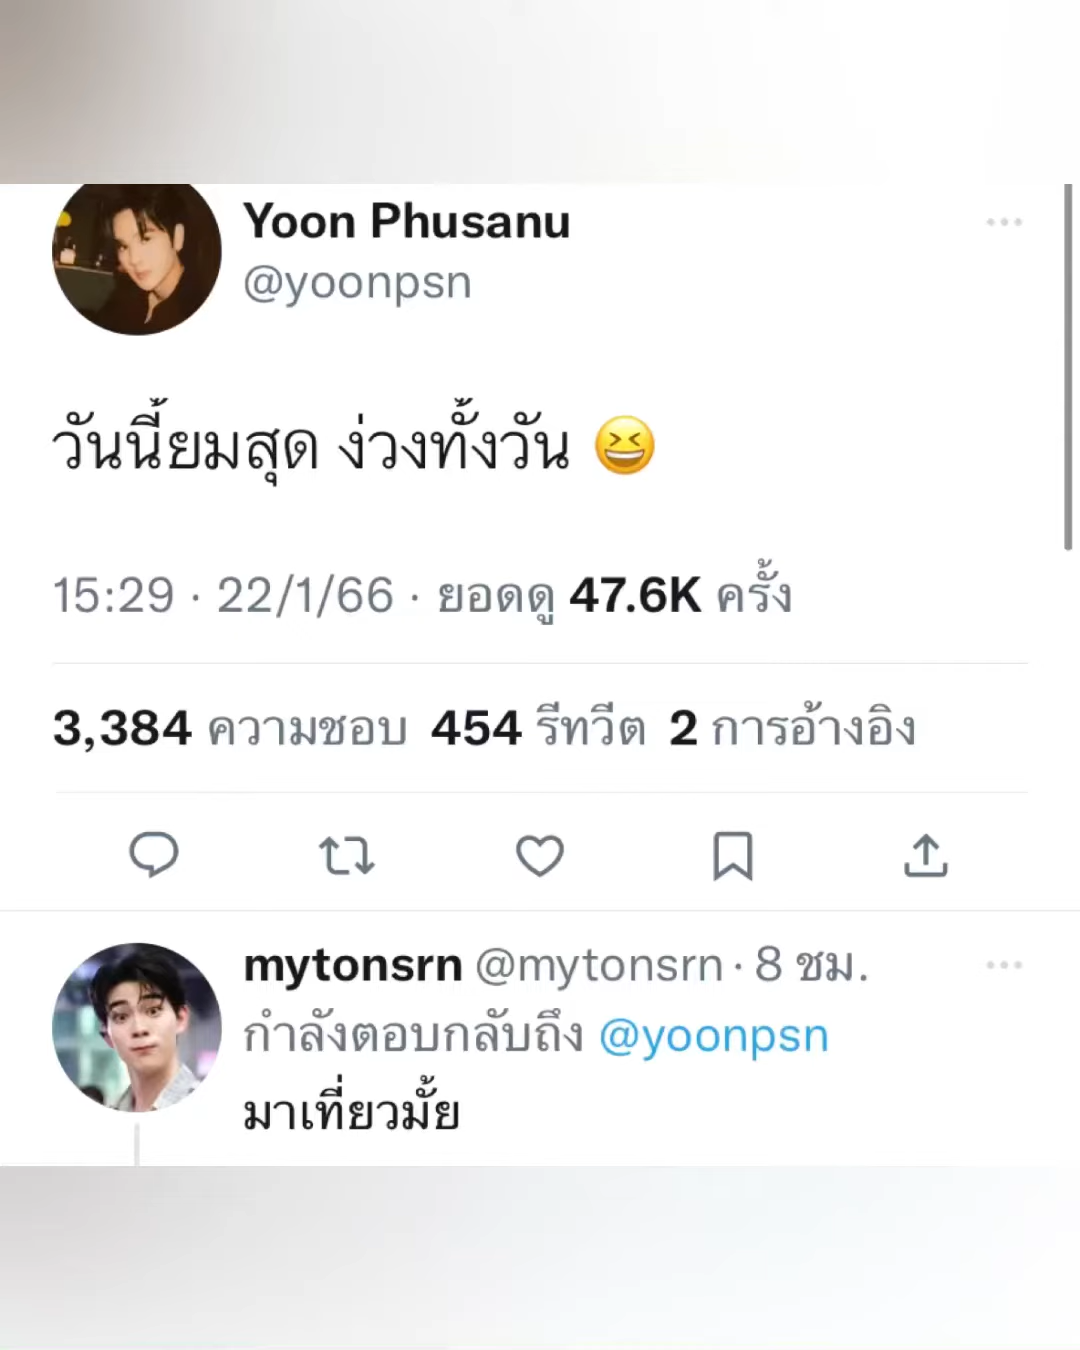 Yoon Phusanu
@yoonpsn
วันนี้ยมสุด ง่วงทั้งวัน 😆
15:29 · 22/1/66 · ยอดดู 47.6K ครั้ง
3,384 ความชอบ 454 รีทวีต 2 การอ้างอิง
mytonsrn @mytonsrn · 8 ชม.
กำลังตอบกลับถึง @yoonpsn
มาเที่ยวมั้ย